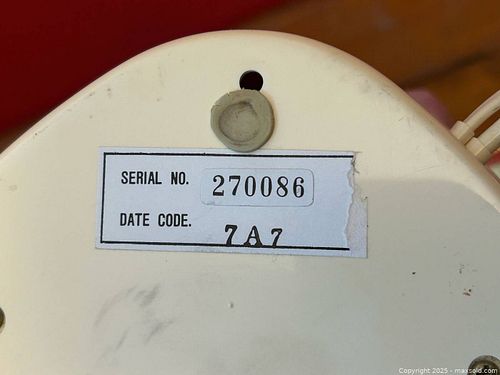 SERIAL NO. 270086
DATE CODE. 7A7
Copyright 2025 - maxsold.com